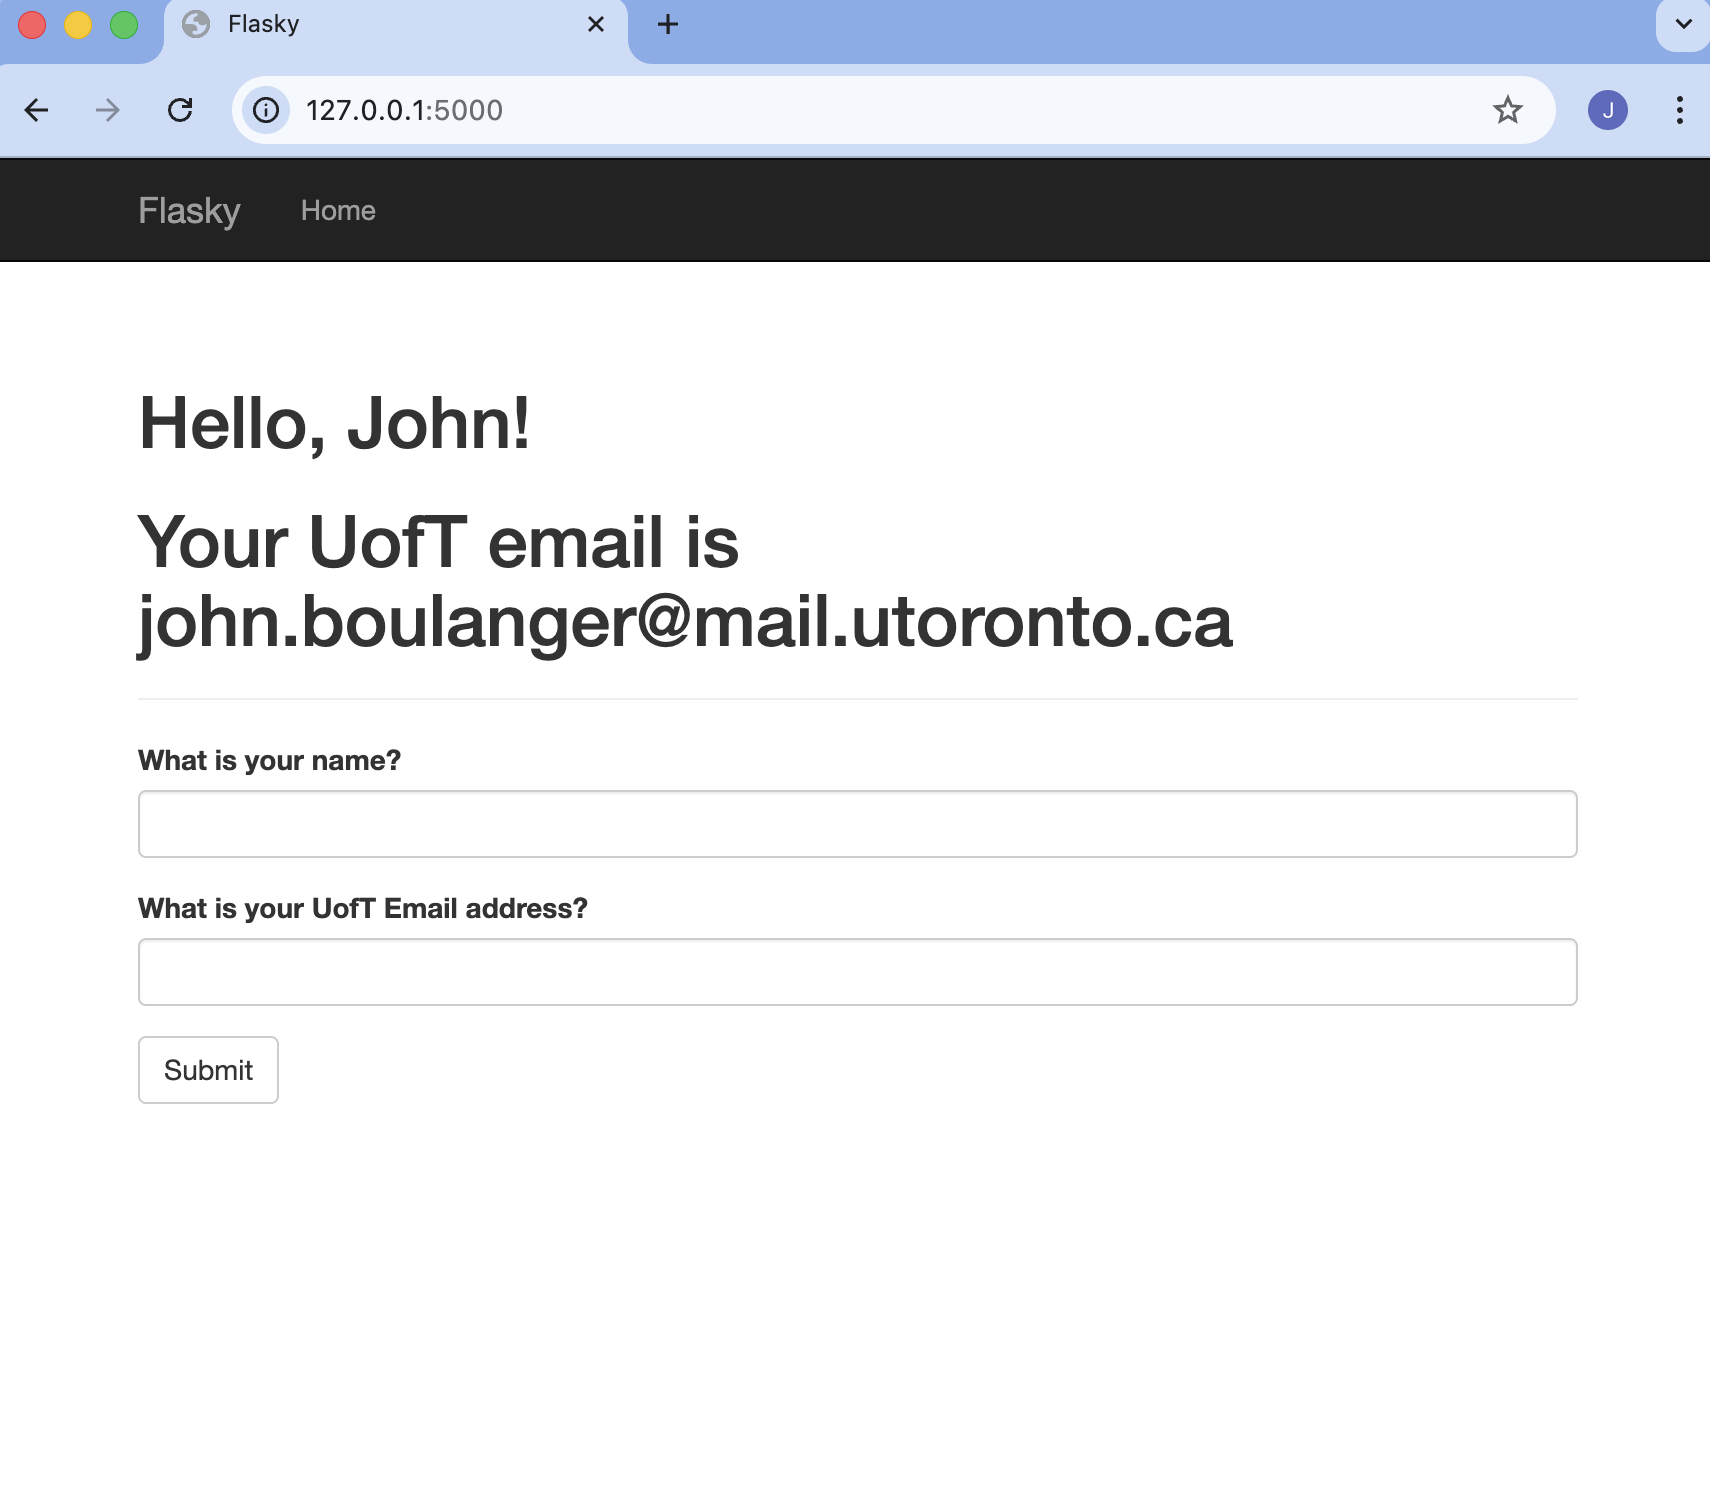 Flasky
127.0.0.1:5000
J
Flasky Home
Hello, John!
Your UofT email is
john.boulanger@mail.utoronto.ca
What is your name?
What is your UofT Email address?
Submit